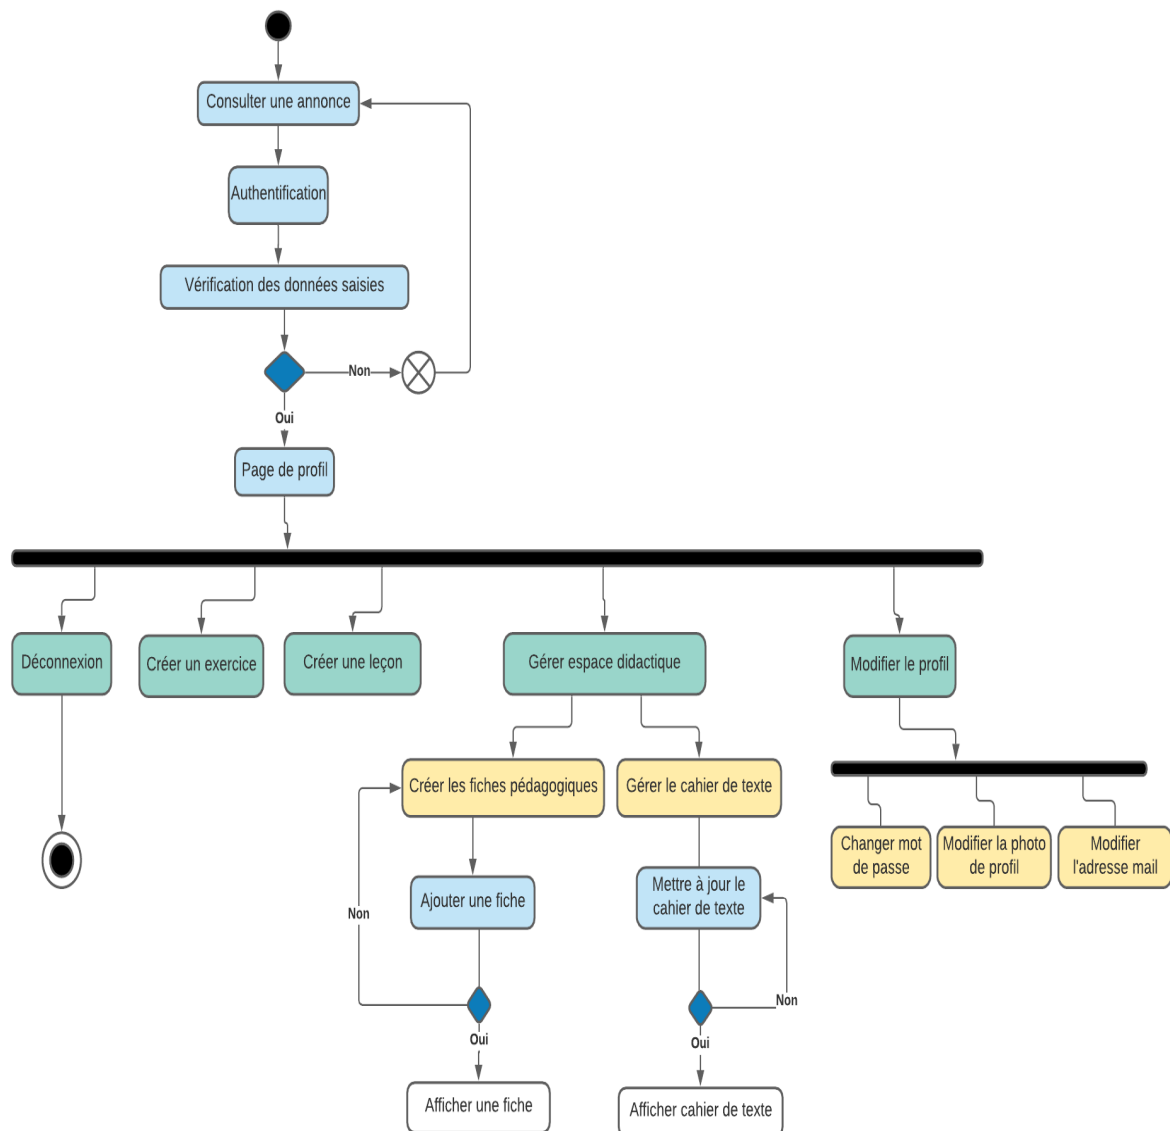 Consulter une annonce
Authentification
Vérification des données saisies
Non
Oui
Page de profil
Déconnexion
Créer un exercice
Créer une leçon
Gérer espace didactique
Modifier le profil
Créer les fiches pédagogiques
Gérer le cahier de texte
Changer mot
de passe
Modifier la photo
de profil
Modifier
l'adresse mail
Ajouter une fiche
Mettre à jour le
cahier de texte
Non
Non
Oui
Oui
Afficher une fiche
Afficher cahier de texte